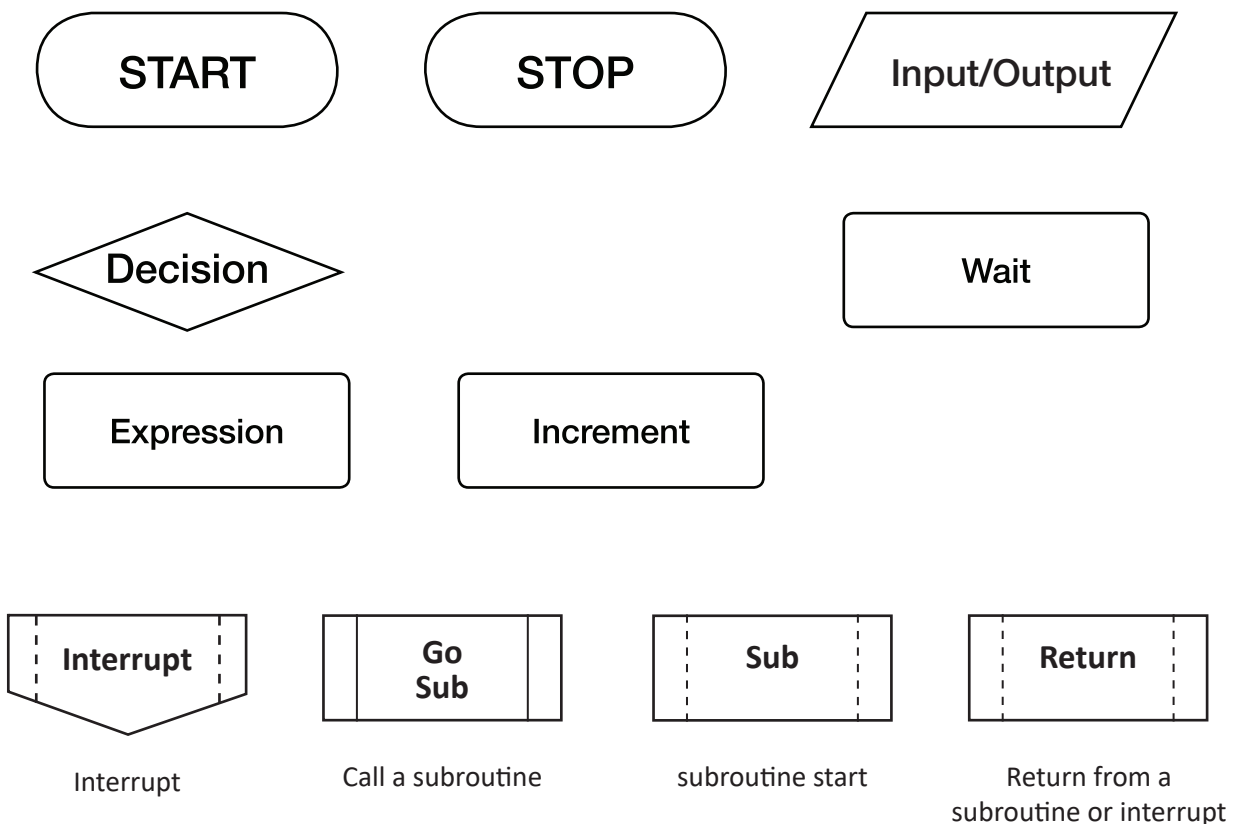 START
STOP
Input/Output
Decision
Wait
Expression
Increment
Interrupt
Go
Sub
Sub
Return
Interrupt
Call a subroutine
subroutine start
Return from a
subroutine or interrupt